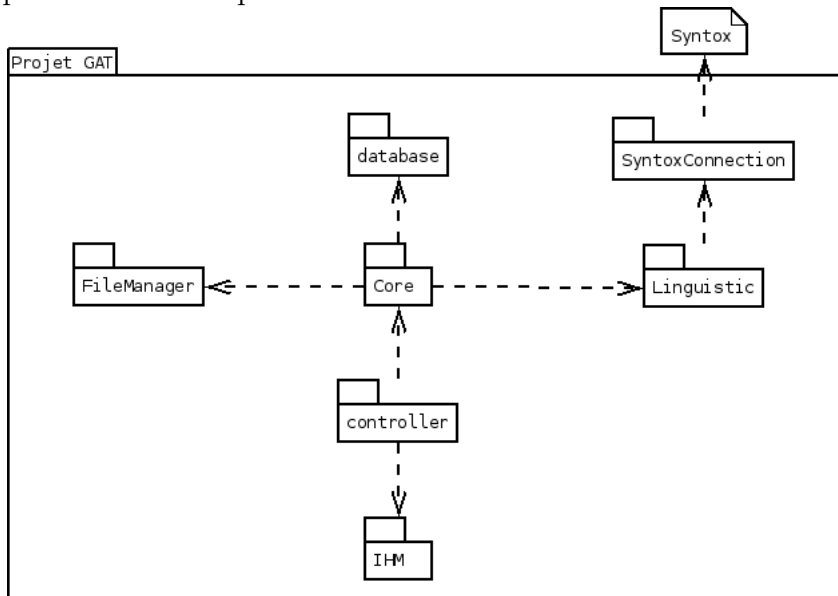 Syntox
Projet GAT
database
SyntoxConnection
FileManager
Core
Linguistic
controller
IHM